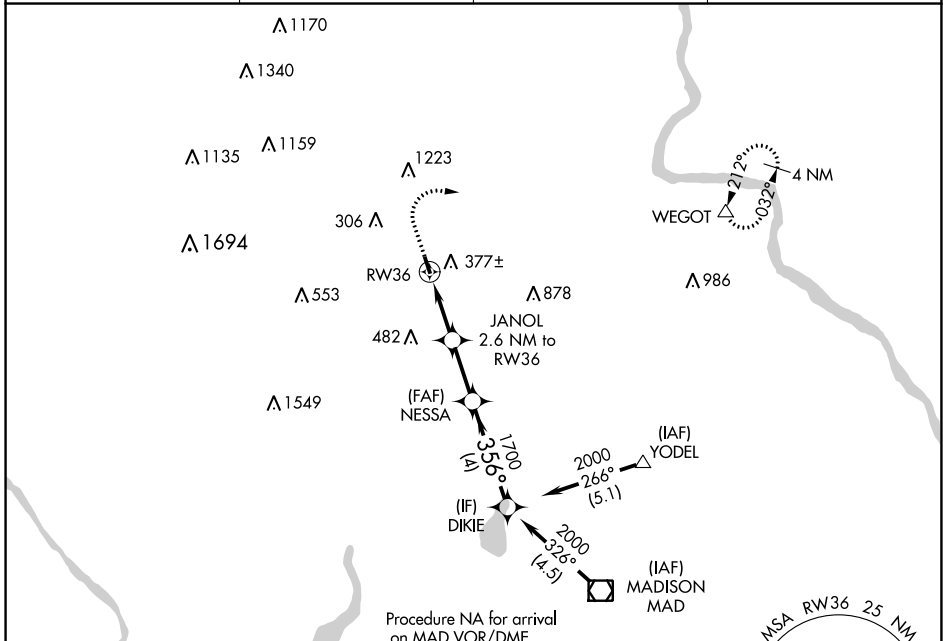 1170
1340
1135
1159
1223
212°
4 NM
032°
WEGOT
306
1694
RW36
377±
986
553
878
JANOL
2.6 NM to
RW36
482
(FAF)
NESSA
1549
1700
356°
(4)
(IAF)
YODEL
2000
266°
(5.1)
(IF)
DIKIE
2000
326°
(4.5)
(IAF)
MADISON
MAD
Procedure NA for arrival
on MAD VOR/DME
MSA RW36 25 NM